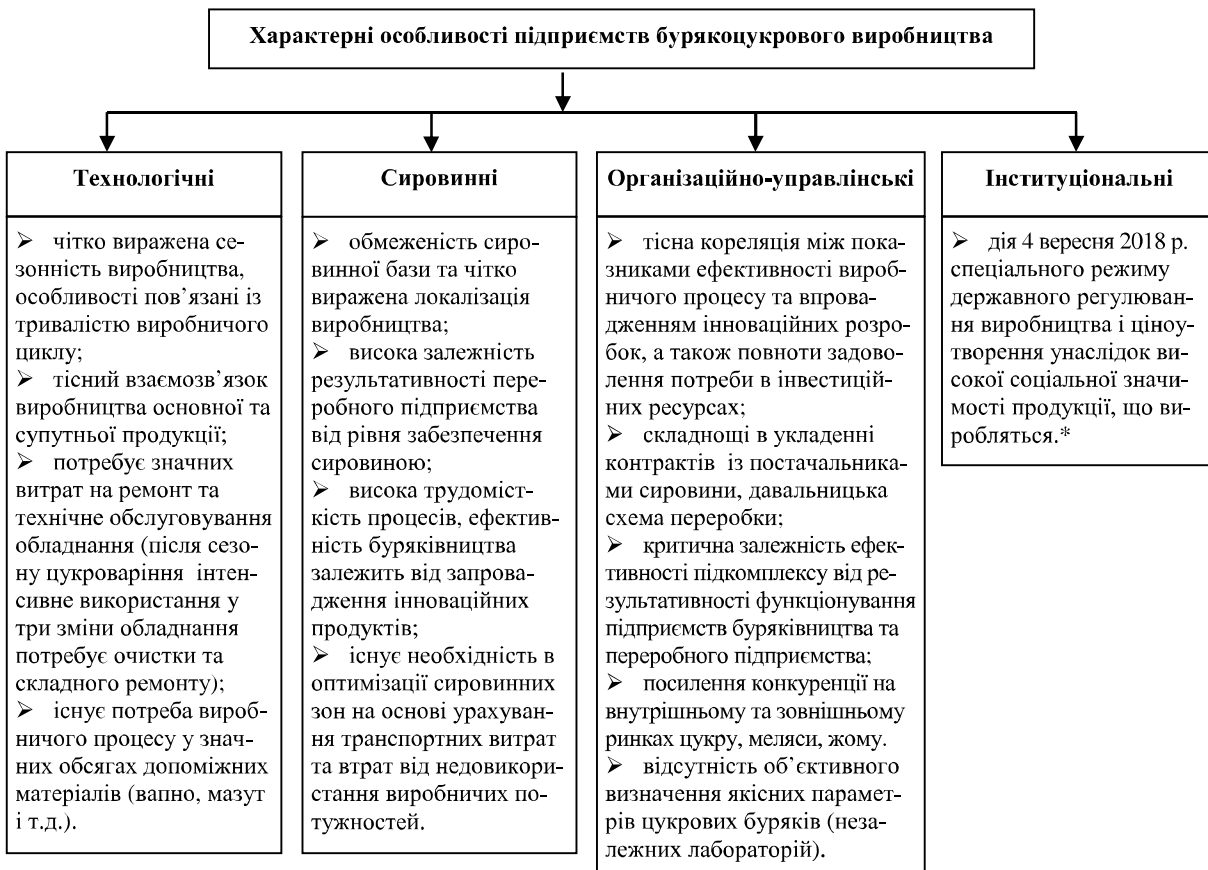 Характерні особливості підприємств бурякоцукрового виробництва
Технологічні
➢ чітко виражена се-
зонність виробництва,
особливості пов’язані із
тривалістю виробничого
циклу;
➢ тісний взаємозв’язок
виробництва основної та
супутньої продукції;
➢ потребує значних
витрат на ремонт та
технічне обслуговування
обладнання (після сезо-
ну цукроваріння інтен-
сивне використання у
три зміни обладнання
потребує очистки та
складного ремонту);
➢ існує потреба вироб-
ничого процесу у знач-
них обсягах допоміжних
матеріалів (вапно, мазут
і т.д.).
Сировинні
➢ обмеженість сиро-
винної бази та чітко
виражена локалізація
виробництва;
➢ висока залежність
результативності пере-
робного підприємства
від рівня забезпечення
сировиною;
➢ висока трудоміст-
кість процесів, ефектив-
ність буряківництва
залежить від запрова-
дження інноваційних
продуктів;
➢ існує необхідність в
оптимізації сировинних
зон на основі урахуван-
ня транспортних витрат
та втрат від недовикори-
стання виробничих по-
тужностей.
Організаційно-управлінські
➢ тісна кореляція між пока-
зниками ефективності вироб-
ничого процесу та впрова-
дженням інноваційних розро-
бок, а також повноти задово-
лення потреби в інвестицій-
них ресурсах;
➢ складнощі в укладенні
контрактів із постачальника-
ми сировини, давальницька
схема переробки;
➢ критична залежність ефек-
тивності підкомплексу від ре-
зультативності функціонування
підприємств буряківництва та
переробного підприємства;
➢ посилення конкуренції на
внутрішньому та зовнішньому
ринках цукру, меляси, жому.
➢ відсутність об’єктивного
визначення якісних парамет-
рів цукрових буряків (неза-
лежних лабораторій).
Інституціональні
➢ дія 4 вересня 2018 р.
спеціального режиму
державного регулюван-
ня виробництва і ціноу-
творення унаслідок ви-
сокої соціальної значи-
мості продукції, що ви-
робляться.*